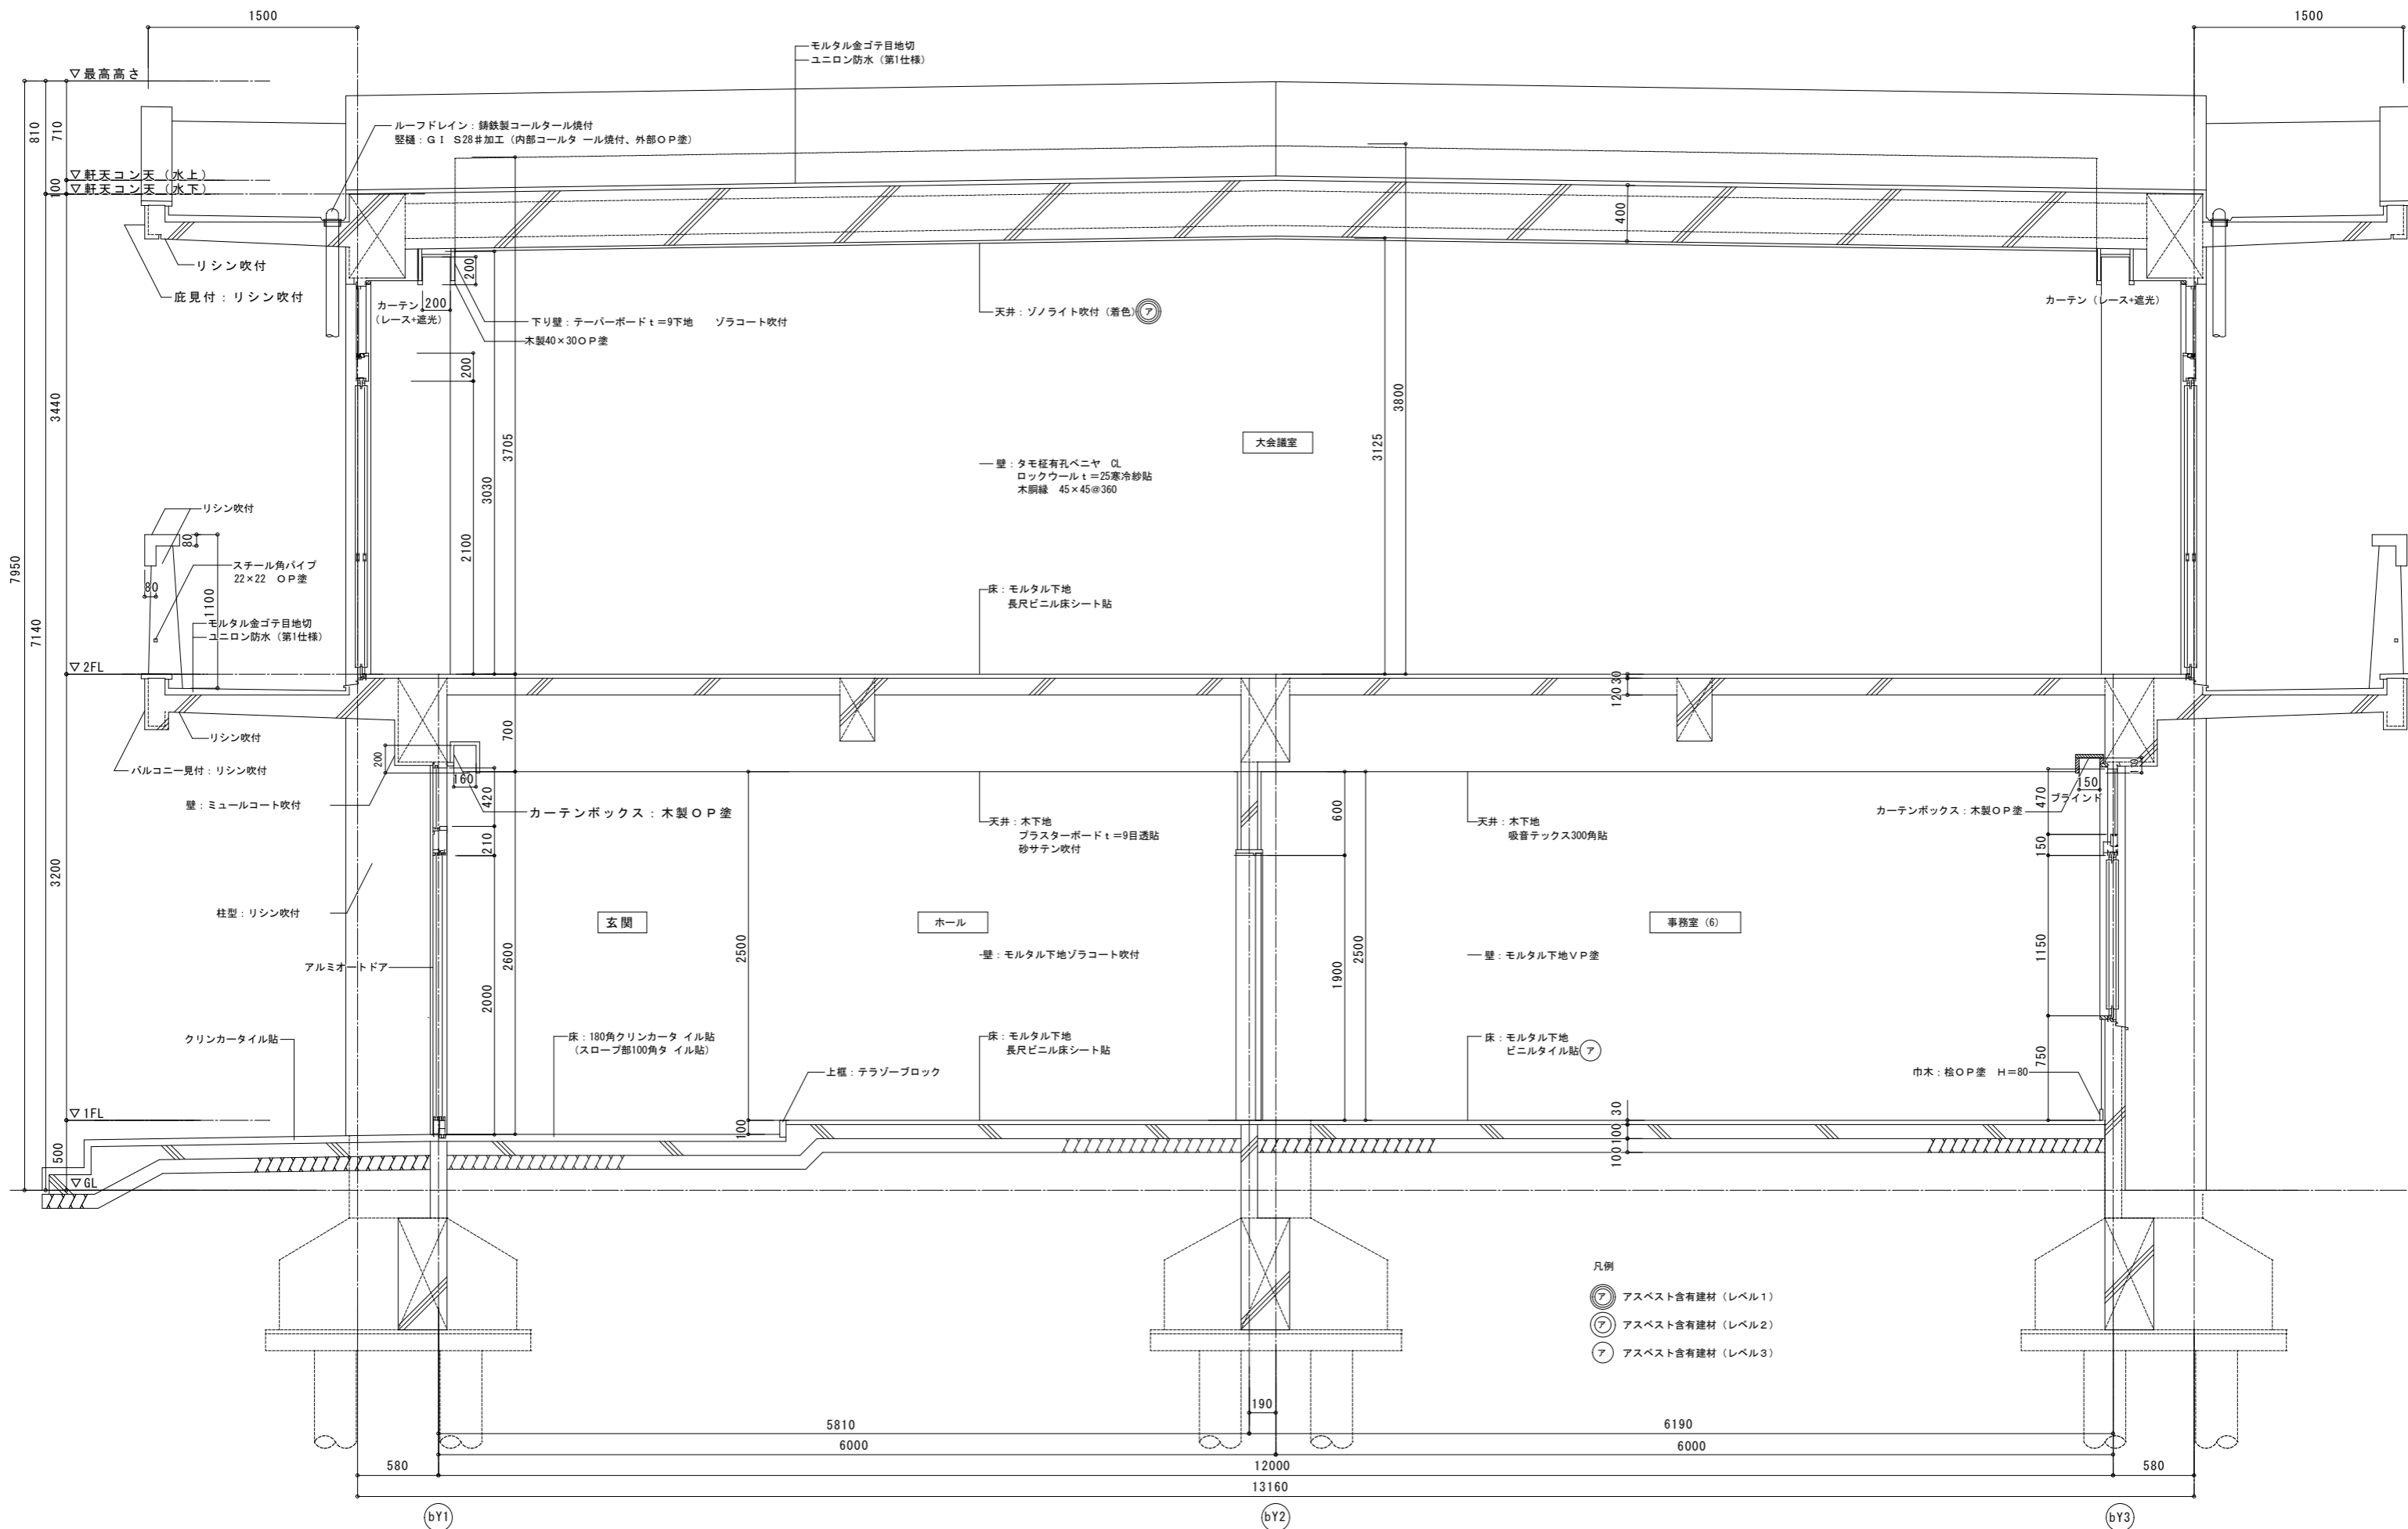 1500
1500
モルタル金ゴテ目地切
ユニロン防水（第1仕様）
▽最高高さ
810
710
ルーフドレイン：鋳鉄製コールタール焼付
竪樋：ＧＩ　S28＃加工（内部コールタ ール焼付、外部ＯＰ塗）
▽軒天コン天（水上）
▽軒天コン天（水下）
100
400
リシン吹付
200
庇見付：リシン吹付
カーテン
（レース+遮光）
200
下り壁：テーパーボードｔ＝9下地　　ゾラコート吹付
木製40×30ＯＰ塗
天井：ゾノライト吹付（着色）
ア
カーテン（レース+遮光）
200
3440
3705
3800
3125
大会議室
壁：タモ柾有孔ベニヤ　CL
ロックウールｔ＝25寒冷紗貼
木胴縁　45×45@360
3030
2100
リシン吹付
80
スチール角パイプ
22×22　ＯＰ塗
80
1100
7950
7140
床：モルタル下地
長尺ビニル床シート貼
モルタル金ゴテ目地切
ユニロン防水（第1仕様）
▽2FL
30
120
700
リシン吹付
バルコニー見付：リシン吹付
200
160
420
210
壁：ミュールコート吹付
カーテンボックス：木製ＯＰ塗
天井：木下地
プラスターボードｔ＝9目透貼
砂サテン吹付
600
天井：木下地
吸音テックス300角貼
カーテンボックス：木製ＯＰ塗
150
ブラインド
470
150
3200
柱型：リシン吹付
玄関
ホール
事務室（6）
アルミオートドア
2600
2500
2000
壁：モルタル下地ゾラコート吹付
1900
2500
壁：モルタル下地ＶＰ塗
1150
クリンカータイル貼
床：180角クリンカータ イル貼
（スロープ部100角タ イル貼）
床：モルタル下地
長尺ビニル床シート貼
床：モルタル下地
ビニルタイル貼
ア
750
上框：テラゾーブロック
巾木：桧ＯＰ塗　H＝80
▽1FL
100
30
100
100
500
▽GL
凡例
ア
アスベスト含有建材（レベル１）
ア
アスベスト含有建材（レベル２）
ア
アスベスト含有建材（レベル３）
190
5810
6190
6000
6000
580
12000
580
13160
bY1
bY2
bY3